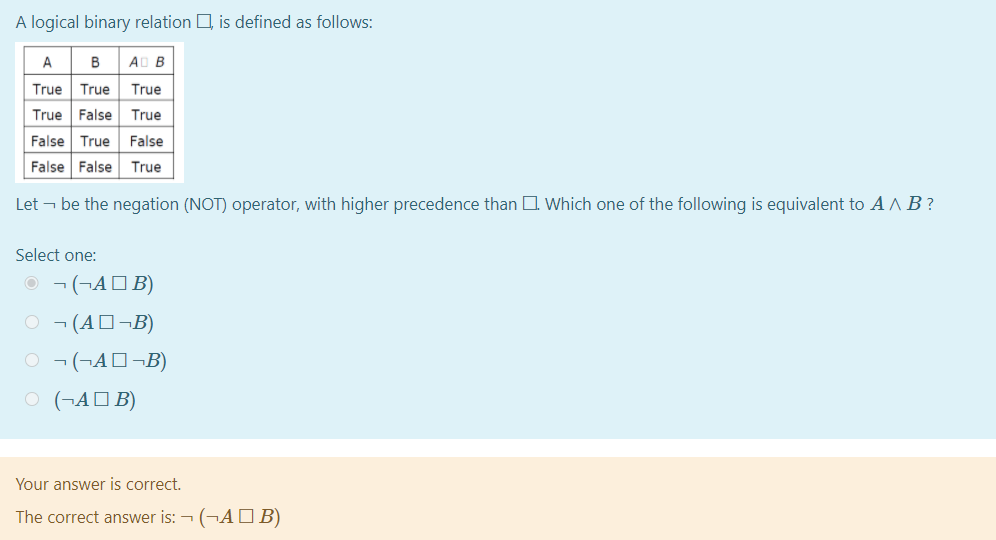 A logical binary relation □, is defined as follows:
A B A□ B
True True True
True False True
False True False
False False True
Let ¬ be the negation (NOT) operator, with higher precedence than □. Which one of the following is equivalent to A ∧ B ?
Select one:
¬ (¬A □ B)
¬ (A □ ¬B)
¬ (¬A □ ¬B)
(¬A □ B)
Your answer is correct.
The correct answer is: ¬ (¬A □ B)